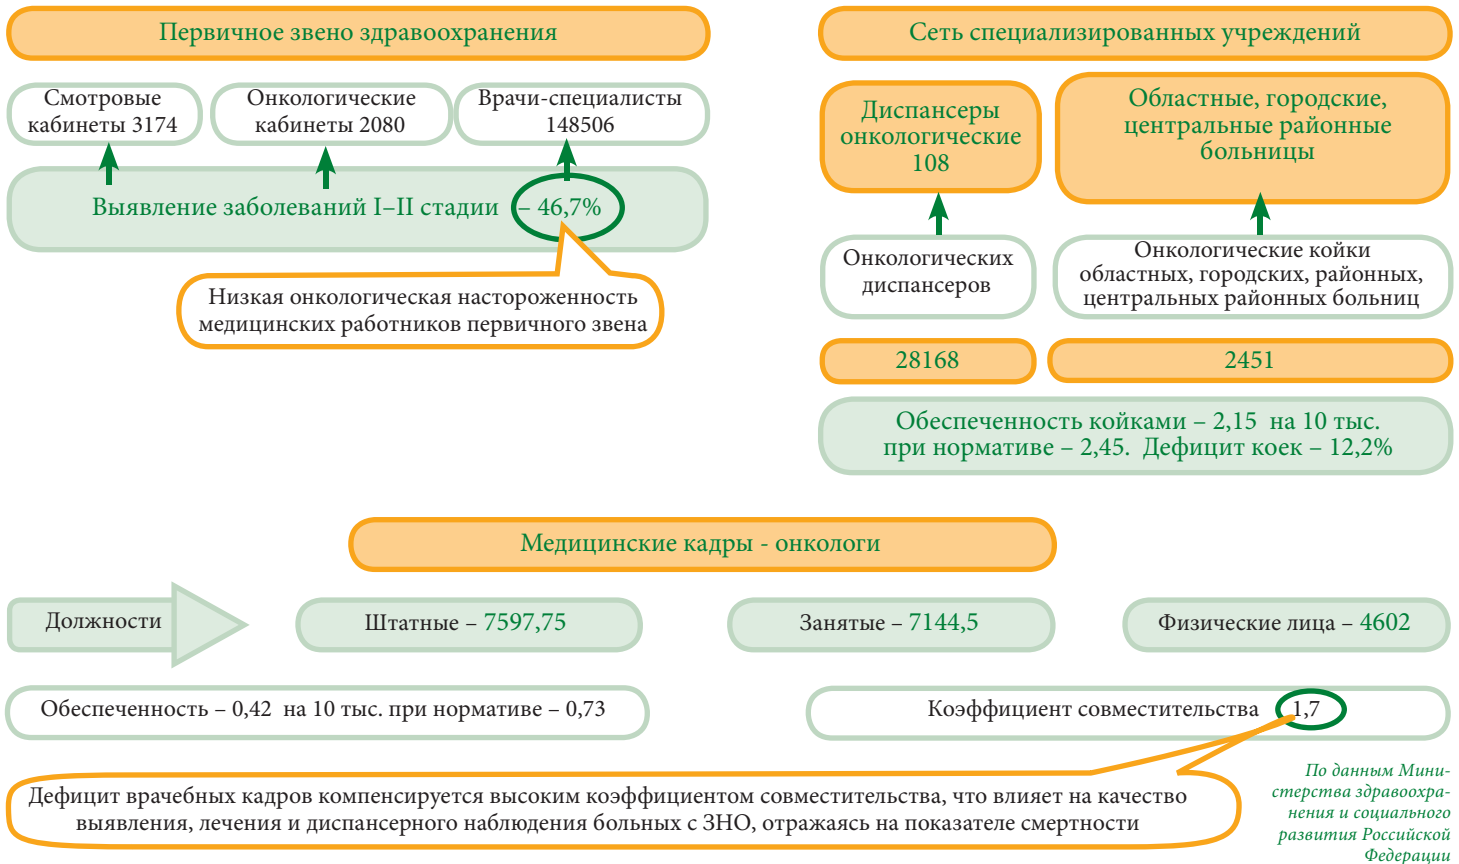 Первичное звено здравоохранения
Смотровые
кабинеты 3174
Онкологические
кабинеты 2080
Врачи-специалисты
148506
Выявление заболеваний I–II стадии – 46,7%
Низкая онкологическая настороженность
медицинских работников первичного звена
Сеть специализированных учреждений
Диспансеры
онкологические
108
Областные, городские,
центральные районные
больницы
Онкологических
диспансеров
Онкологические койки
областных, городских, районных,
центральных районных больниц
28168
2451
Обеспеченность койками – 2,15 на 10 тыс.
при нормативе – 2,45. Дефицит коек – 12,2%
Медицинские кадры - онкологи
Должности
Штатные – 7597,75
Занятые – 7144,5
Физические лица – 4602
Обеспеченность – 0,42 на 10 тыс. при нормативе – 0,73
Коэффициент совместительства 1,7
Дефицит врачебных кадров компенсируется высоким коэффициентом совместительства, что влияет на качество
выявления, лечения и диспансерного наблюдения больных с ЗНО, отражаясь на показателе смертности
По данным Мини-
стерства здравоохра-
нения и социального
развития Российской
Федерации